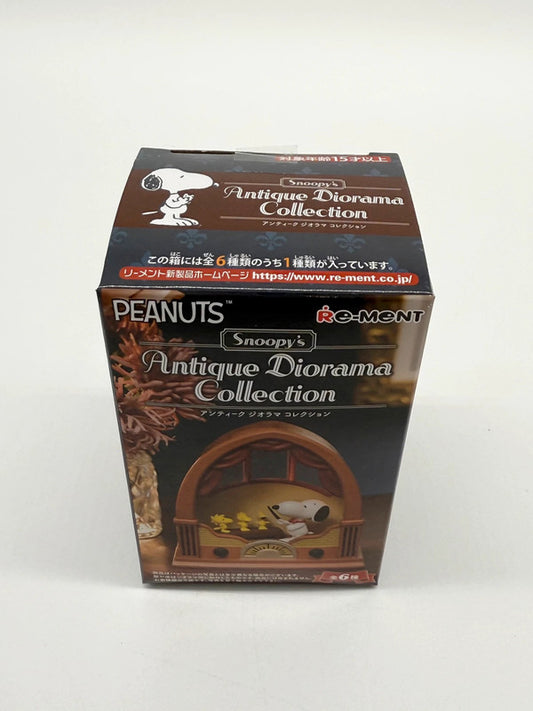 対象年齢15才以上
Snoopy's
Antique Diorama
Collection
アンティーク ジオラマ コレクション
この箱には全6種類のうち1種類が入っています。
リーメント新製品ホームページ https://www.re-ment.co.jp/
PEANUTS™
Re-MeNT
Snoopy's
Antique Diorama
Collection
アンティーク ジオラマ コレクション
全6種